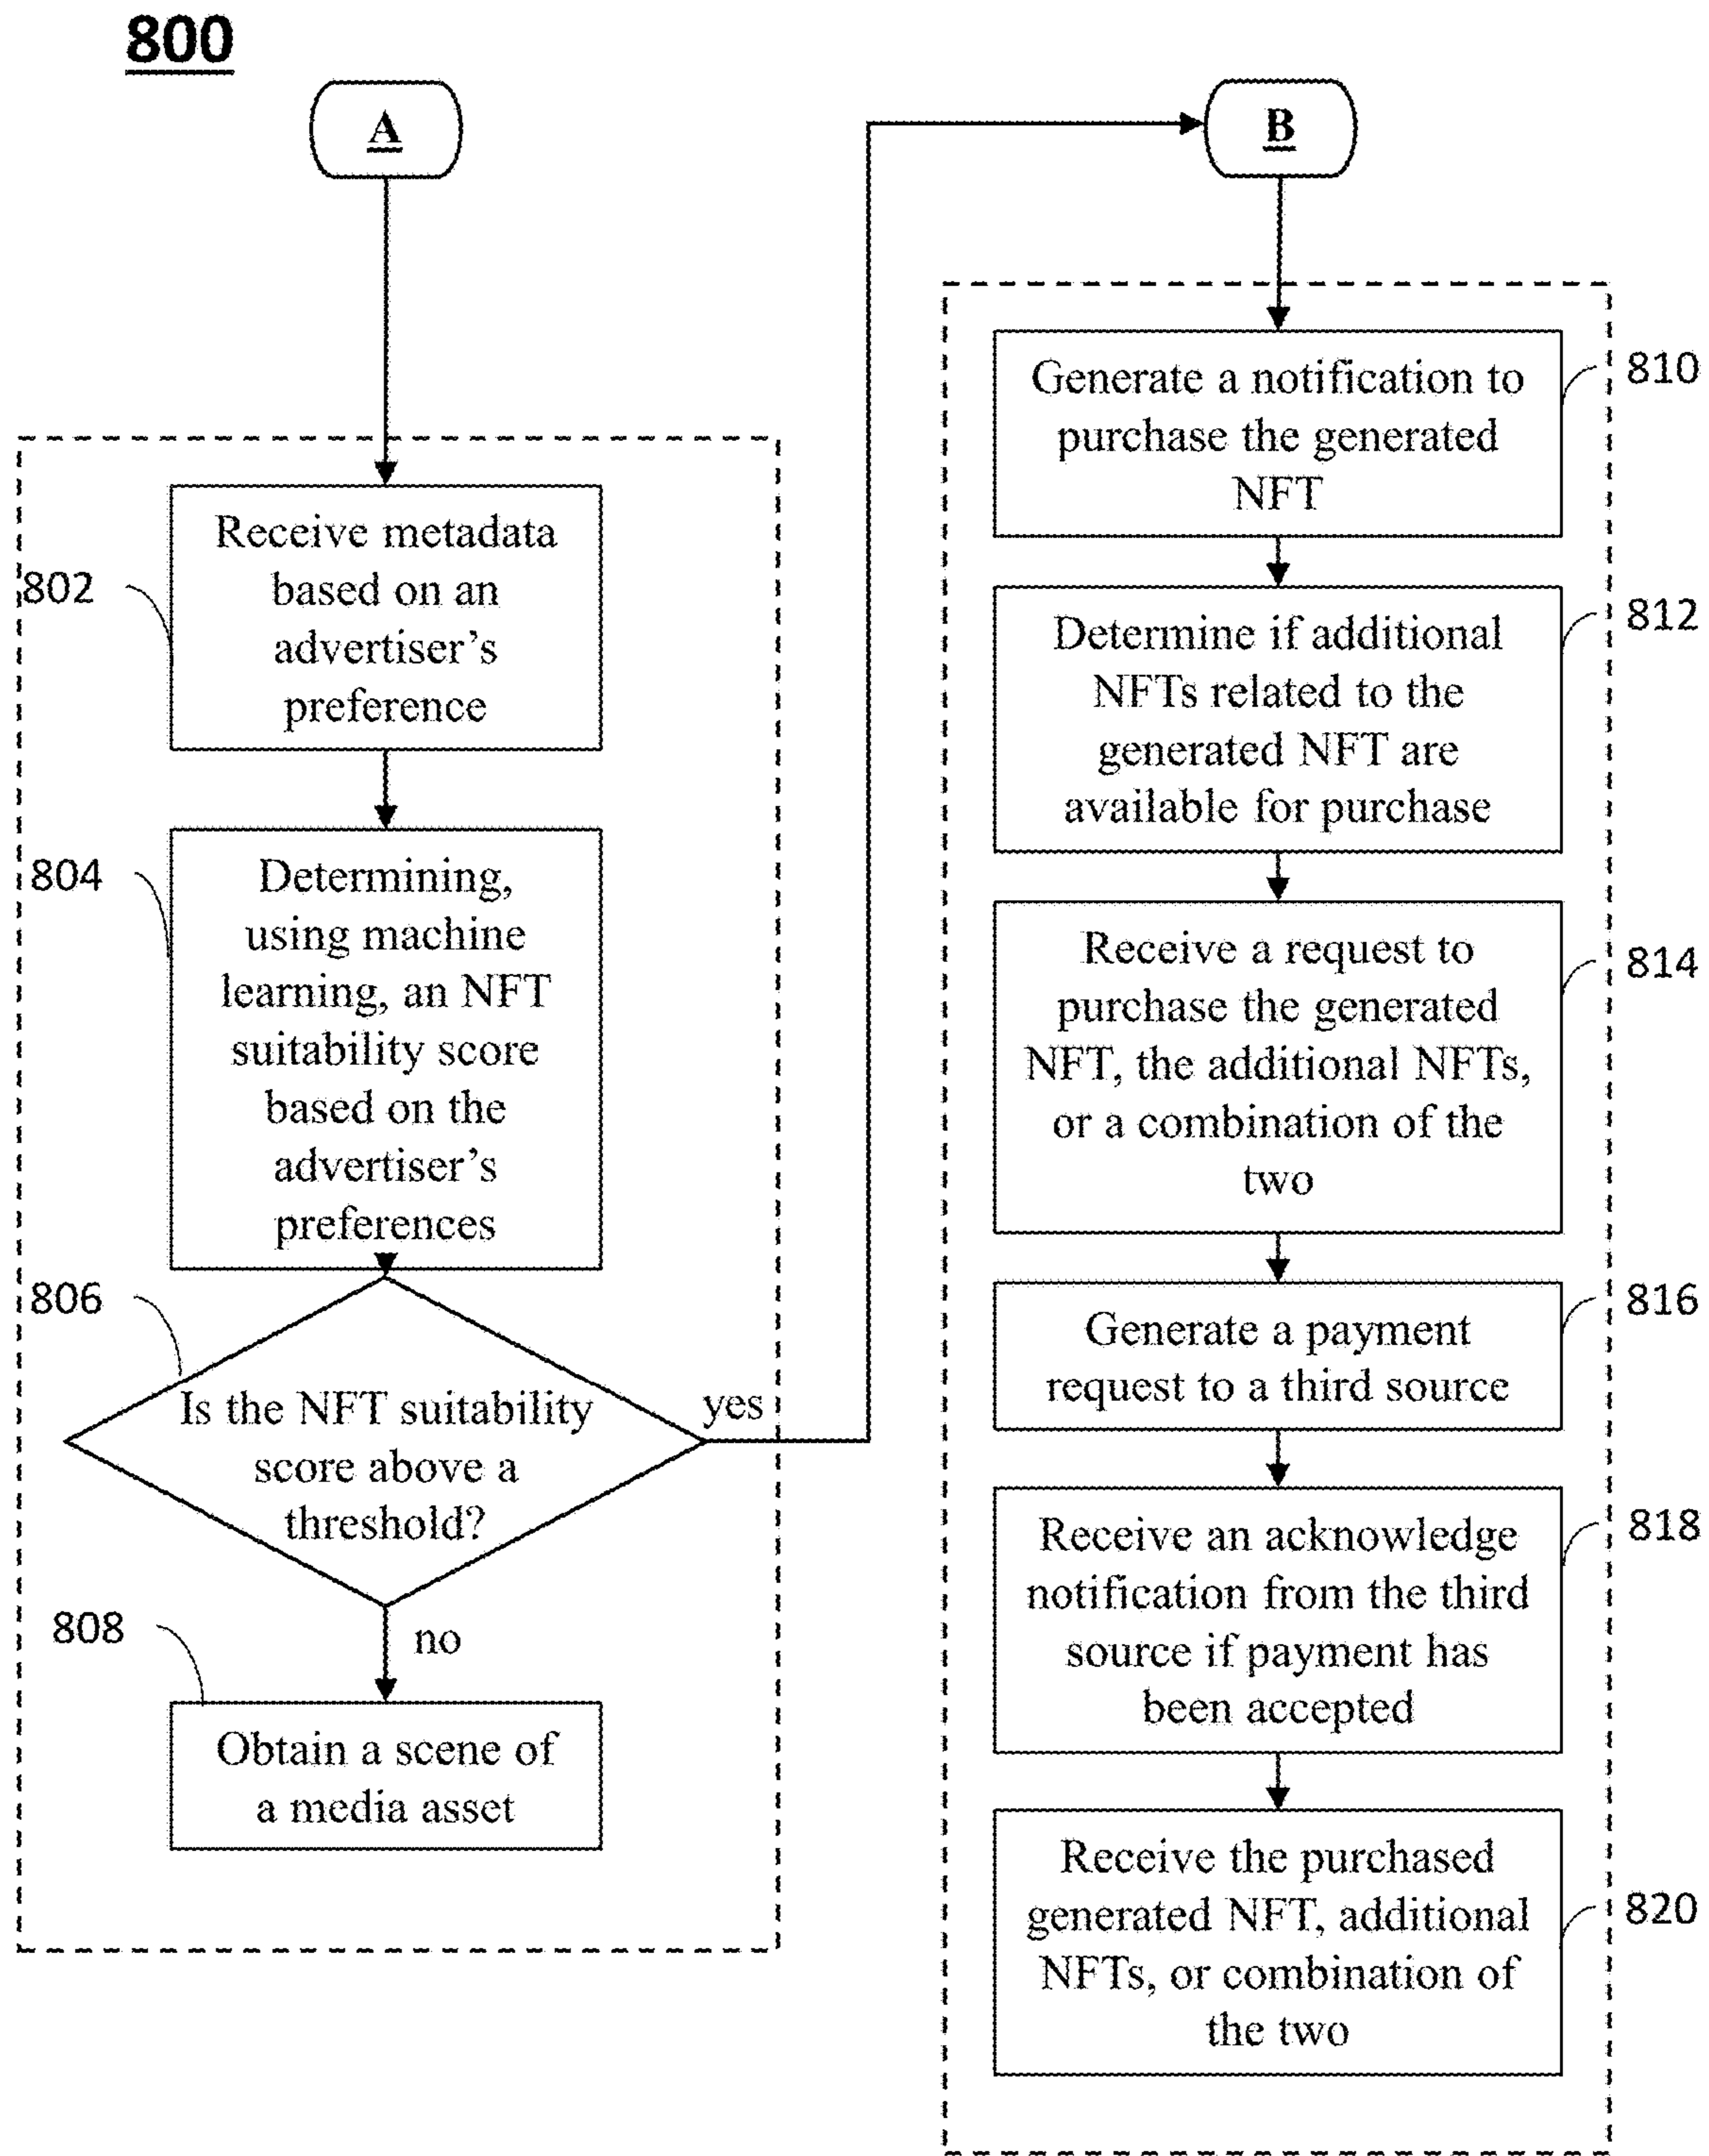 800
A
802
Receive metadata
based on an
advertiser's
preference
804
Determining,
using machine
learning, an NFT
suitability score
based on the
advertiser's
preferences
806
Is the NFT suitability
score above a
threshold?
yes
no
808
Obtain a scene of
a media asset
B
Generate a notification to
purchase the generated
NFT
810
Determine if additional
NFTs related to the
generated NFT are
available for purchase
812
Receive a request to
purchase the generated
NFT, the additional NFTs,
or a combination of the
two
814
Generate a payment
request to a third source
816
Receive an acknowledge
notification from the third
source if payment has
been accepted
818
Receive the purchased
generated NFT, additional
NFTs, or combination of
the two
820